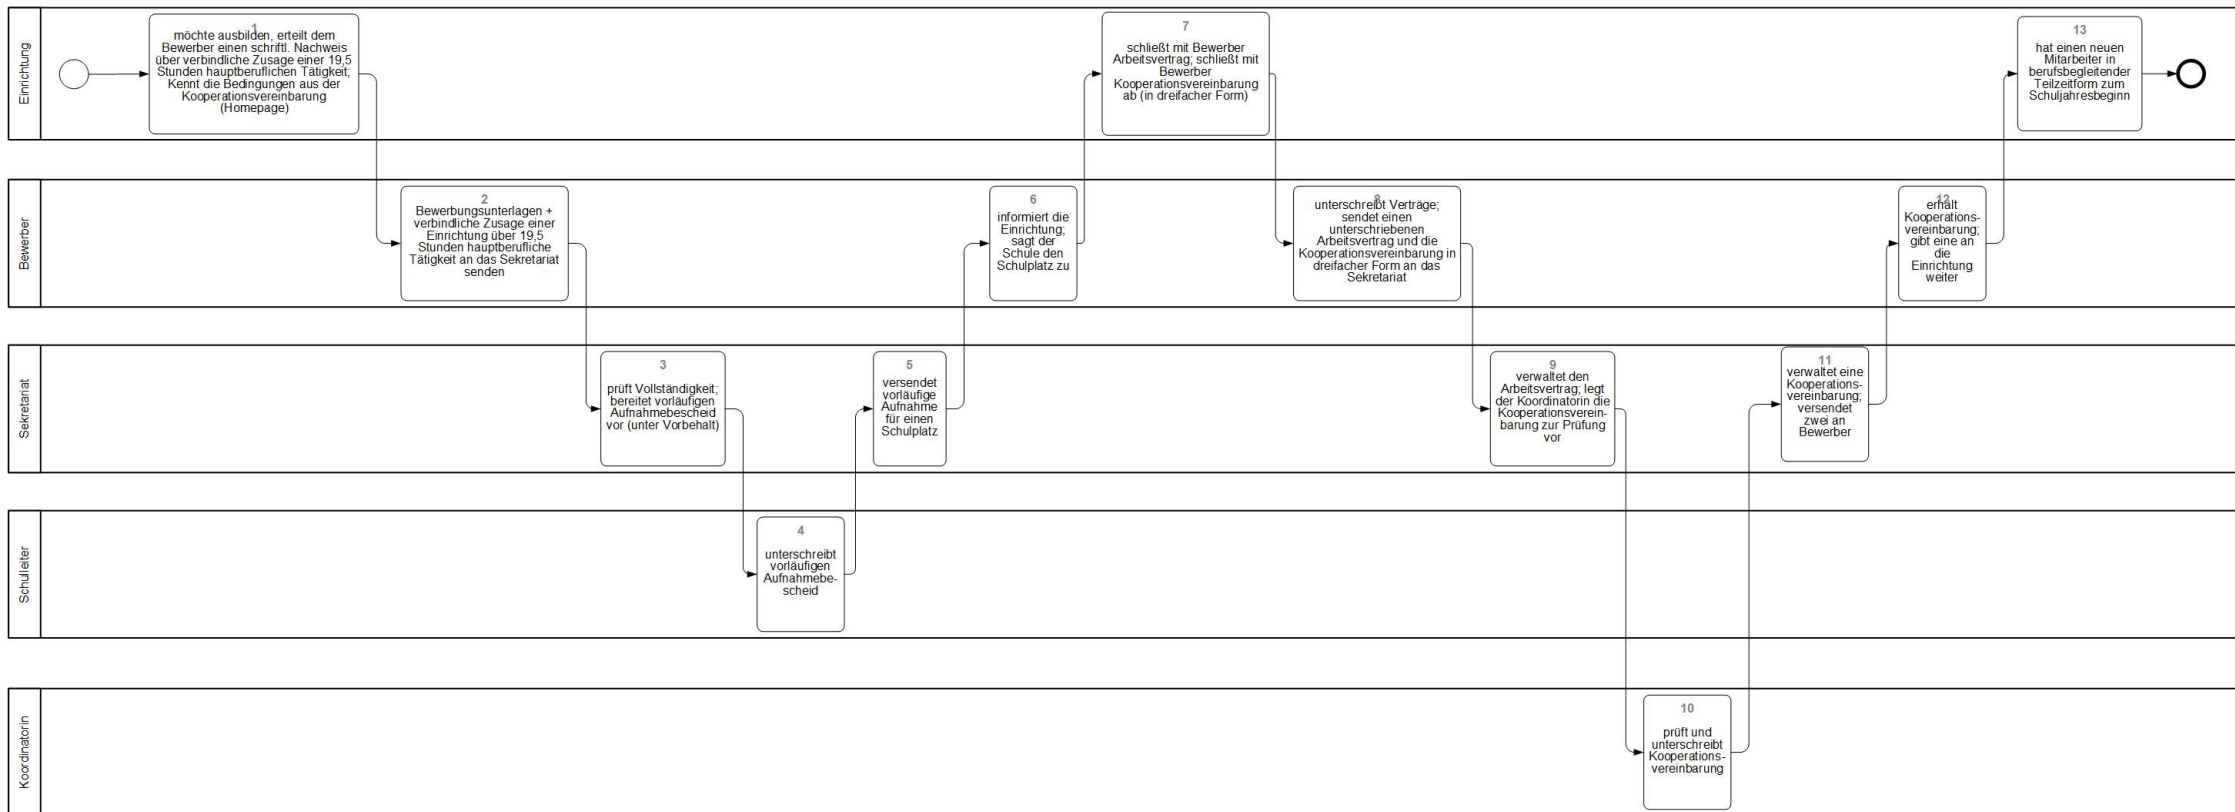 Einrichtung
1
möchte ausbilden, erteilt dem
Bewerber einen schriftl. Nachweis
über verbindliche Zusage einer 19,5
Stunden hauptberuflichen Tätigkeit;
Kennt die Bedingungen aus der
Kooperationsvereinbarung
(Homepage)
7
schließt mit Bewerber
Arbeitsvertrag; schließt mit
Bewerber
Kooperationsvereinbarung
ab (in dreifacher Form)
13
hat einen neuen
Mitarbeiter in
berufsbegleitender
Teilzeitform zum
Schuljahresbeginn
Bewerber
2
Bewerbungsunterlagen +
verbindliche Zusage einer
Einrichtung über 19,5
Stunden hauptberufliche
Tätigkeit an das Sekretariat
senden
6
informiert die
Einrichtung;
sagt der
Schule den
Schulplatz zu
8
unterschreibt Verträge;
sendet einen
unterschriebenen
Arbeitsvertrag und die
Kooperationsvereinbarung in
dreifacher Form an das
Sekretariat
12
erhält
Kooperations-
vereinbarung;
gibt eine an
die
Einrichtung
weiter
Sekretariat
3
prüft Vollständigkeit;
bereitet vorläufigen
Aufnahmebescheid
vor (unter Vorbehalt)
5
versendet
vorläufige
Aufnahme
für einen
Schulplatz
9
verwaltet den
Arbeitsvertrag; legt
der Koordinatorin die
Kooperationsverein-
barung zur Prüfung
vor
11
verwaltet eine
Kooperations-
vereinbarung;
versendet
zwei an
Bewerber
Schulleiter
4
unterschreibt
vorläufigen
Aufnahmebe-
scheid
Koordinatorin
10
prüft und
unterschreibt
Kooperations-
vereinbarung